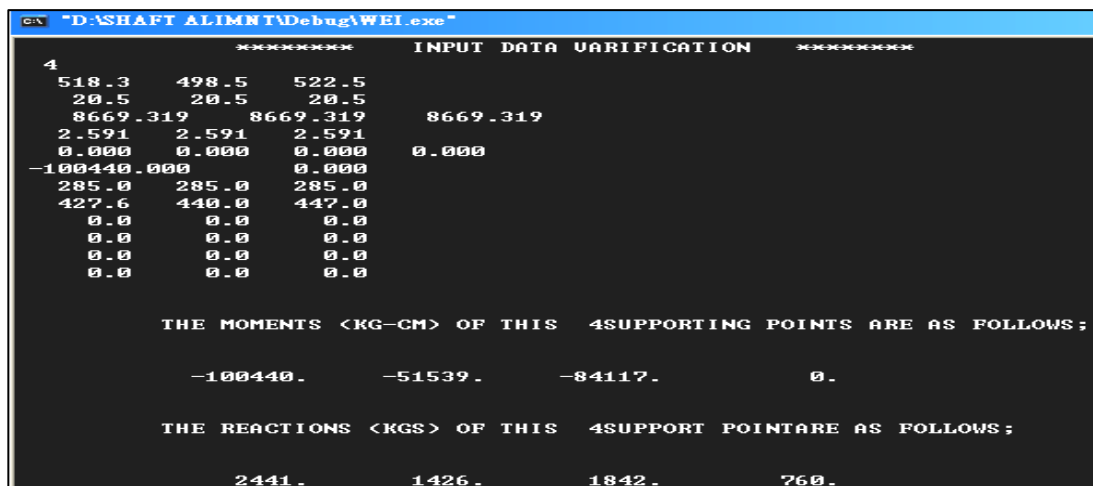 "D:\SHAFT ALIMNT\Debug\WEI.exe"
******** INPUT DATA VARIFICATION ********
4
518.3 498.5 522.5
20.5 20.5 20.5
8669.319 8669.319 8669.319
2.591 2.591 2.591
0.000 0.000 0.000 0.000
-100440.000 0.000
285.0 285.0 285.0
427.6 440.0 447.0
0.0 0.0 0.0
0.0 0.0 0.0
0.0 0.0 0.0
0.0 0.0 0.0
THE MOMENTS (KG-CM) OF THIS 4SUPPORTING POINTS ARE AS FOLLOWS;
-100440. -51539. -84117. 0.
THE REACTIONS (KGS) OF THIS 4SUPPORT POINTARE AS FOLLOWS;
2441. 1426. 1842. 760.